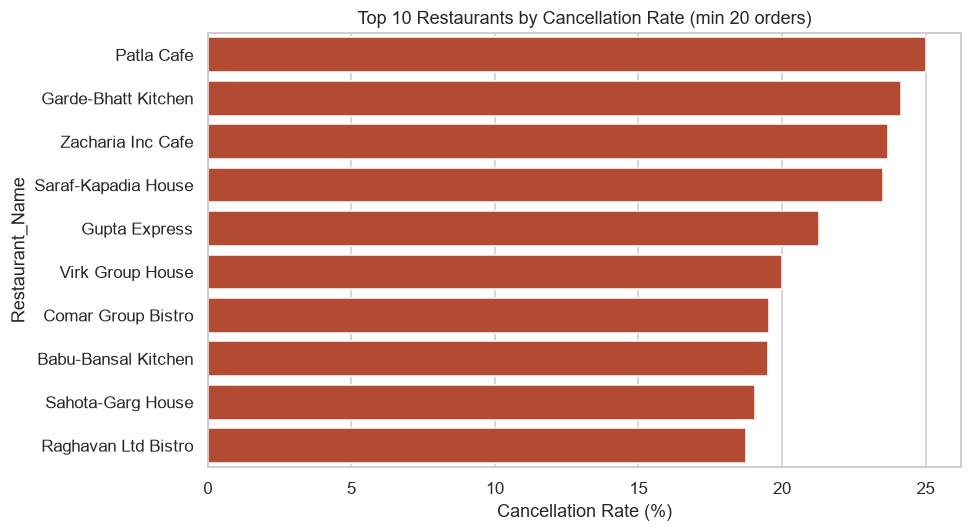 Top 10 Restaurants by Cancellation Rate (min 20 orders)
Restaurant_Name
Patla Cafe
Garde-Bhatt Kitchen
Zacharia Inc Cafe
Saraf-Kapadia House
Gupta Express
Virk Group House
Comar Group Bistro
Babu-Bansal Kitchen
Sahota-Garg House
Raghavan Ltd Bistro
0 5 10 15 20 25
Cancellation Rate (%)